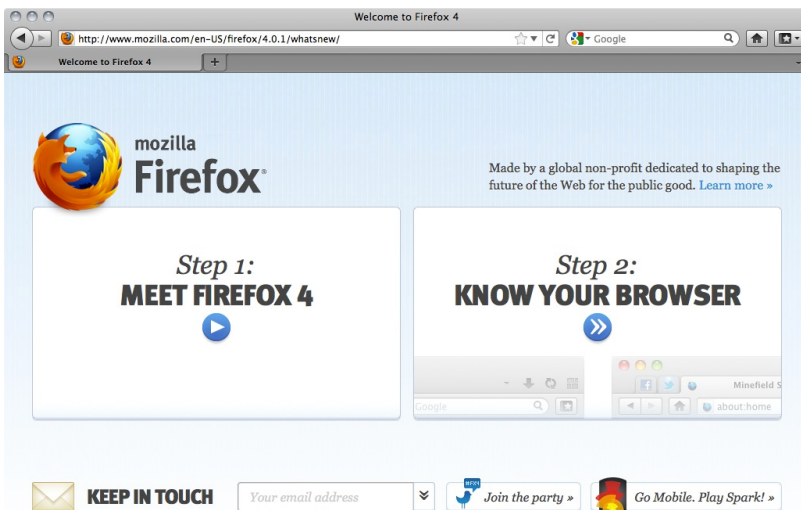 Welcome to Firefox 4
http://www.mozilla.com/en-US/firefox/4.0.1/whatsnew/
Google
Welcome to Firefox 4
+
mozilla
Firefox®
Made by a global non-profit dedicated to shaping the
future of the Web for the public good. Learn more »
Step 1:
MEET FIREFOX 4
Step 2:
KNOW YOUR BROWSER
Minefield S
Google
about:home
KEEP IN TOUCH
Your email address
Join the party »
Go Mobile. Play Spark! »